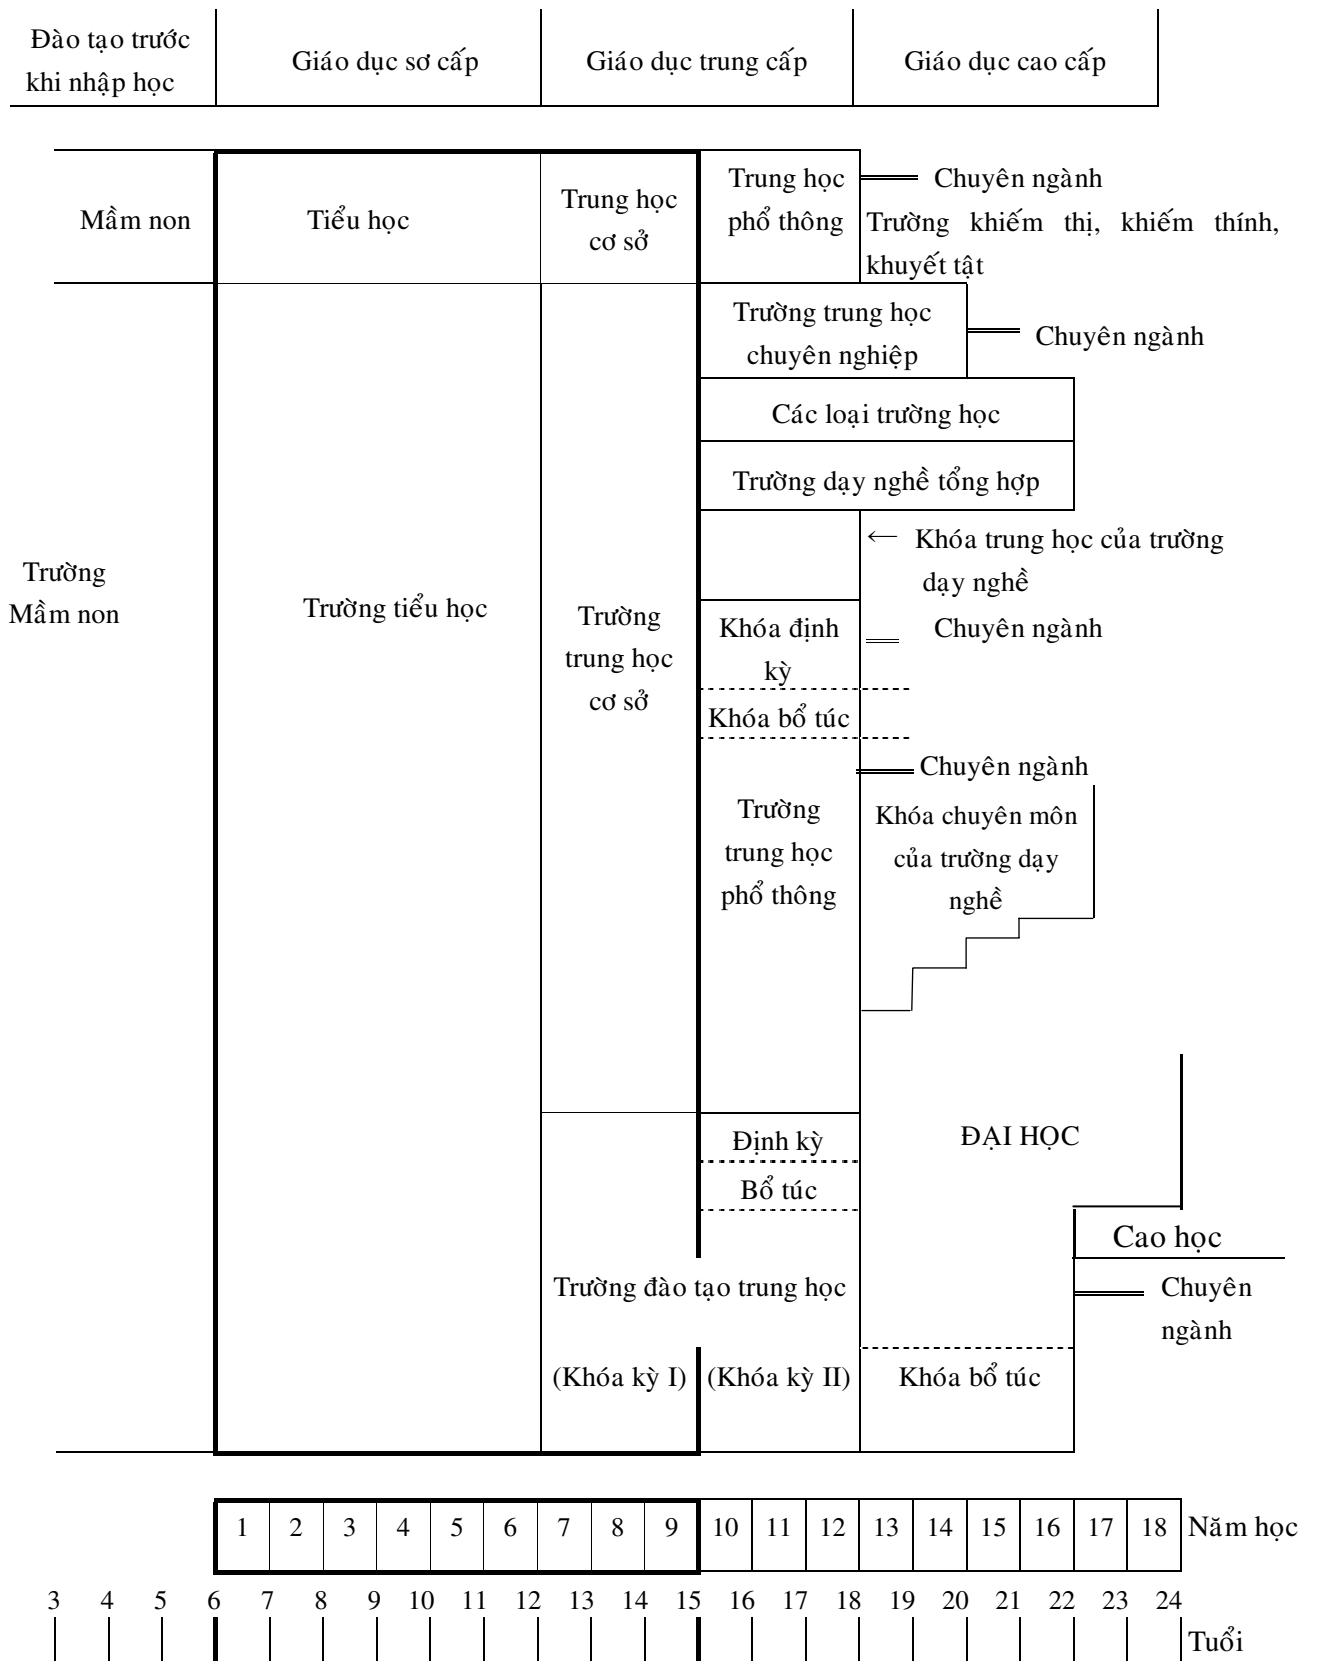 Đào tạo trước
khi nhập học
Giáo dục sơ cấp
Giáo dục trung cấp
Giáo dục cao cấp
Mầm non
Tiểu học
Trung học
cơ sở
Trung học
phổ thông
Chuyên ngành
Trường khiếm thị, khiếm thính,
khuyết tật
Trường trung học
chuyên nghiệp
Chuyên ngành
Các loại trường học
Trường dạy nghề tổng hợp
← Khóa trung học của trường
dạy nghề
Trường
Mầm non
Trường tiểu học
Trường
trung học
cơ sở
Khóa định
kỳ
Chuyên ngành
Khóa bổ túc
Chuyên ngành
Trường
trung học
phổ thông
Khóa chuyên môn
của trường dạy
nghề
Định kỳ
Bổ túc
ĐẠI HỌC
Cao học
Trường đào tạo trung học
Chuyên
ngành
(Khóa kỳ I)
(Khóa kỳ II)
Khóa bổ túc
1 2 3 4 5 6 7 8 9 10 11 12 13 14 15 16 17 18 Năm học
3 4 5 6 7 8 9 10 11 12 13 14 15 16 17 18 19 20 21 22 23 24
Tuổi